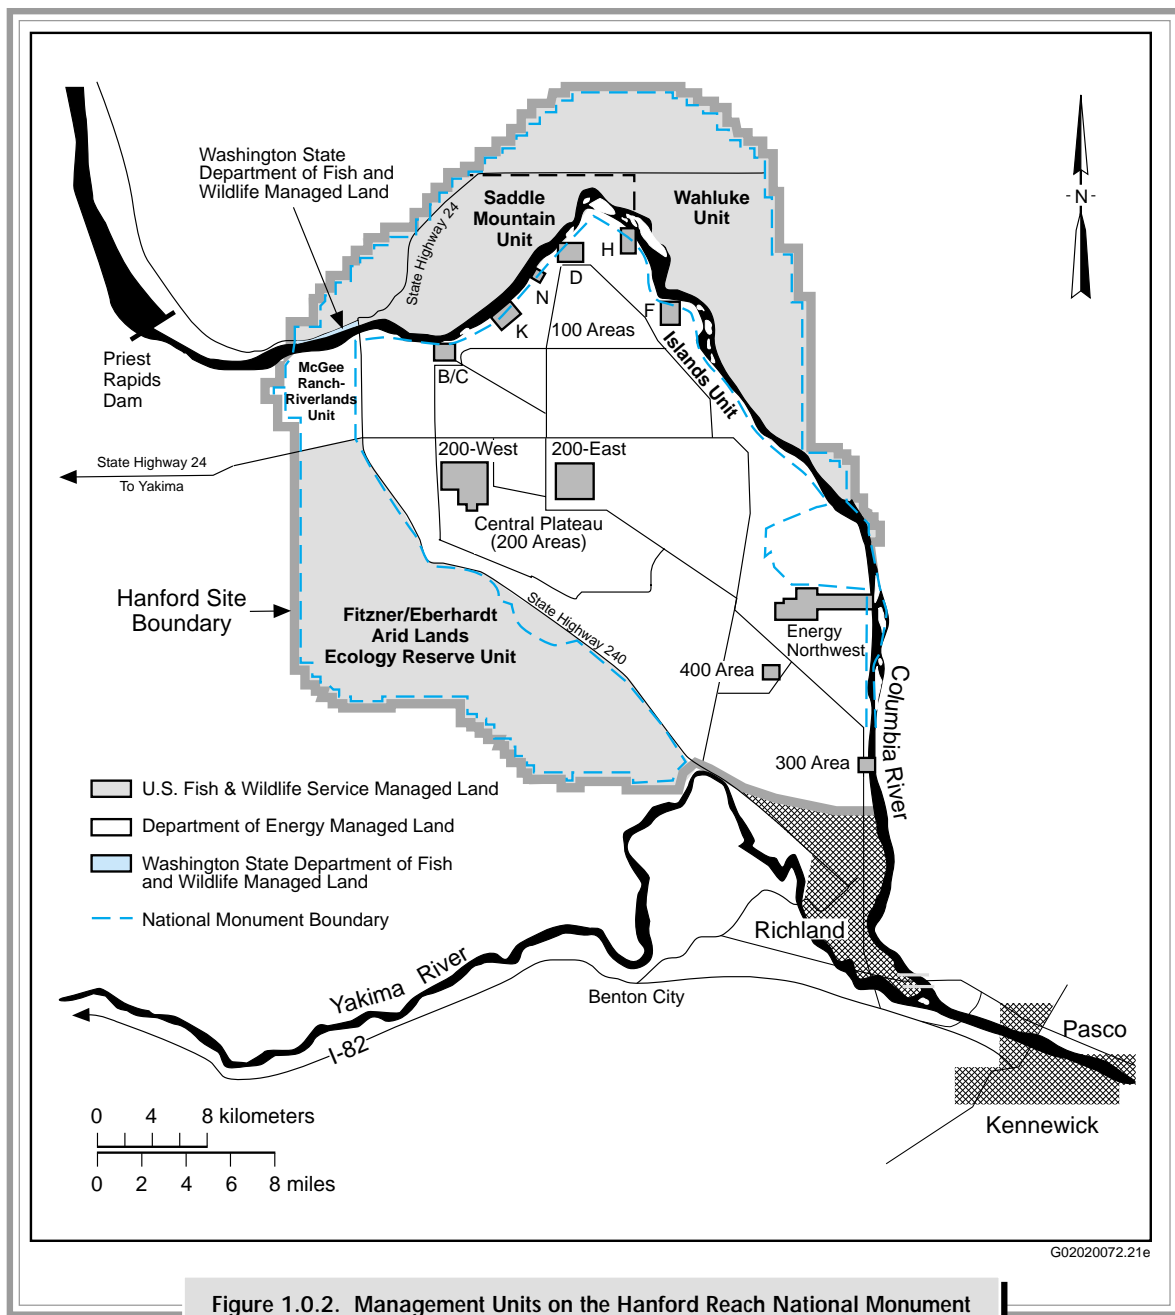 Washington State
Department of Fish and
Wildlife Managed Land
Saddle
Mountain
Unit
Wahluke
Unit
- N -
State Highway 24
H
D
N
F
K
100 Areas
Islands Unit
B/C
Priest
Rapids
Dam
McGee
Ranch-
Riverlands
Unit
State Highway 24
To Yakima
200-West
200-East
Central Plateau
(200 Areas)
Hanford Site
Boundary
Fitzner/Eberhardt
Arid Lands
Ecology Reserve Unit
State Highway 240
Energy
Northwest
400 Area
Columbia River
300 Area
U.S. Fish & Wildlife Service Managed Land
Department of Energy Managed Land
Washington State Department of Fish
and Wildlife Managed Land
National Monument Boundary
Richland
Yakima River
Benton City
I-82
Pasco
Kennewick
0 4 8 kilometers
0 2 4 6 8 miles
G02020072.21e
Figure 1.0.2. Management Units on the Hanford Reach National Monument